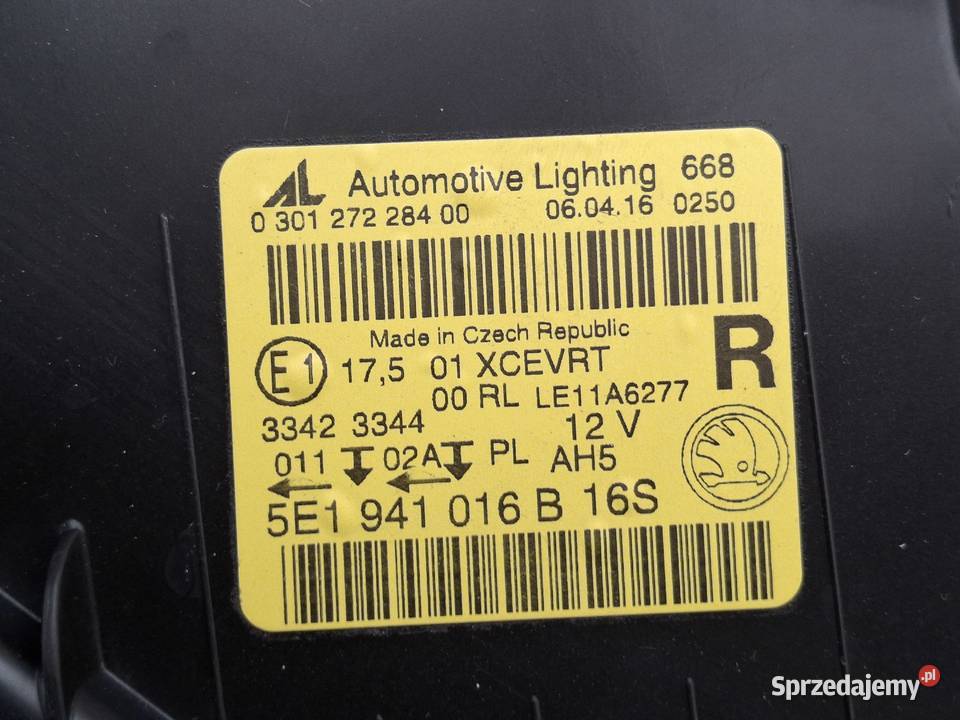 AL Automotive Lighting 668
0 301 272 284 00 06.04.16 0250
Made in Czech Republic
R
E1 17,5 01 XCEVRT
00 RL LE11A6277
3342 3344 12 V
011 02A PL AH5
5E1 941 016 B 16S
Sprzedajemy.pl